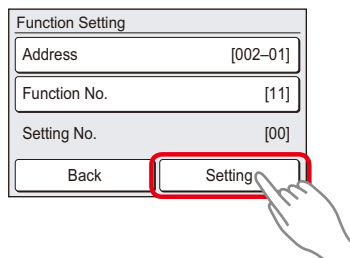 Function Setting
Address [002–01]
Function No. [11]
Setting No. [00]
Back Setting